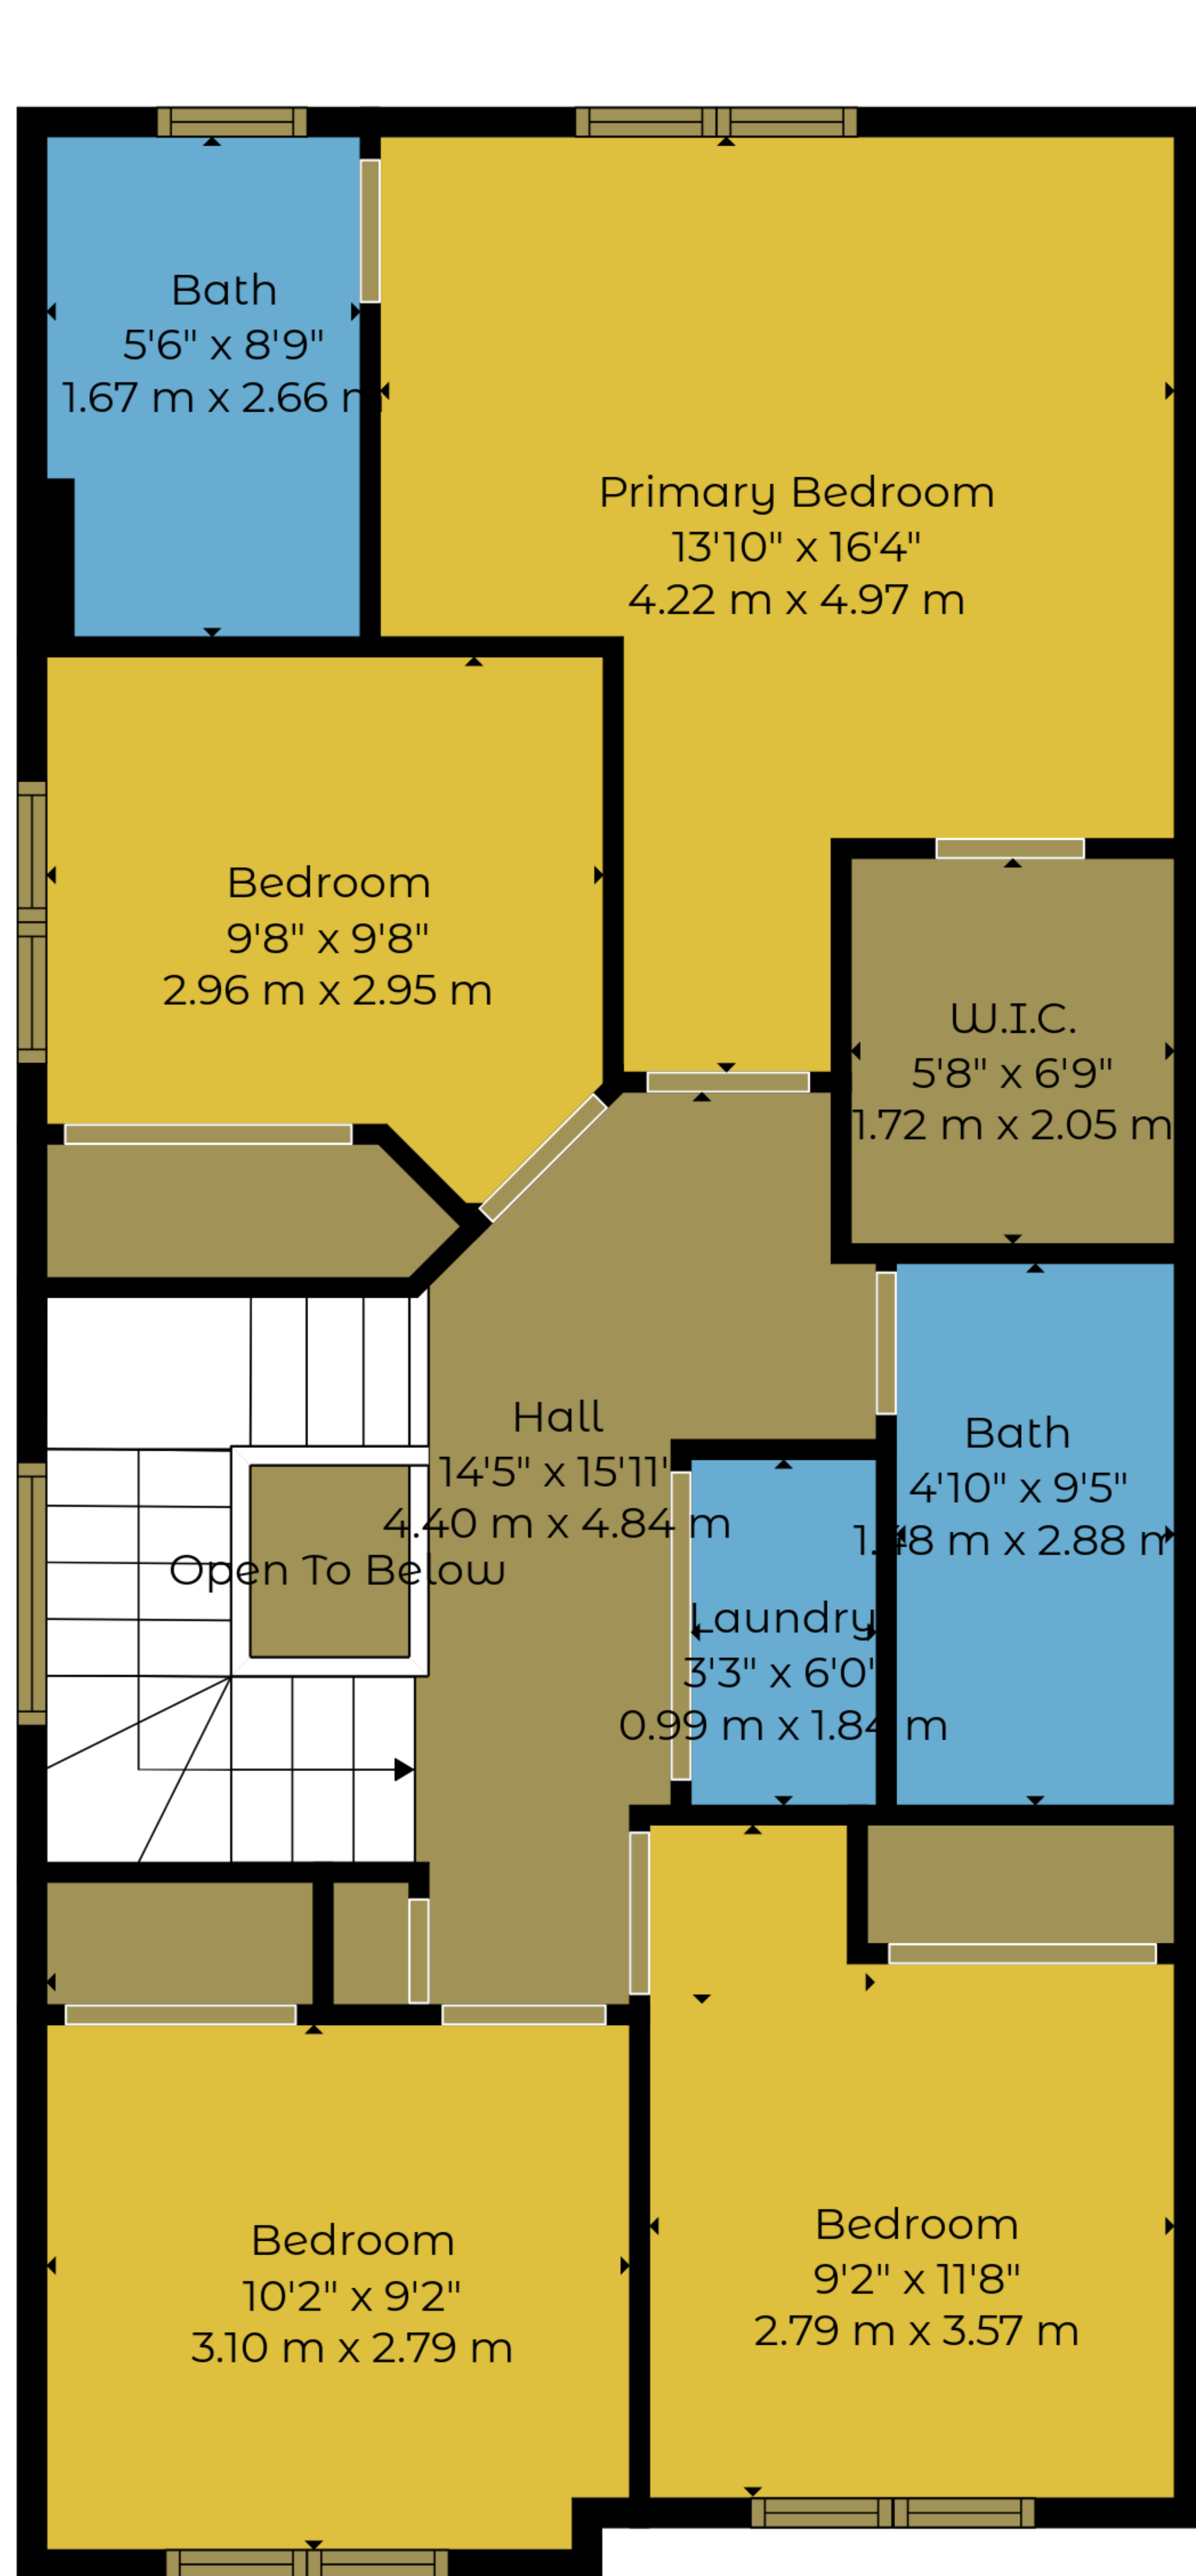 Bath
5'6" x 8'9"
1.67 m x 2.66 m
Primary Bedroom
13'10" x 16'4"
4.22 m x 4.97 m
Bedroom
9'8" x 9'8"
2.96 m x 2.95 m
W.I.C.
5'8" x 6'9"
1.72 m x 2.05 m
Hall
14'5" x 15'11"
4.40 m x 4.84 m
Open To Below
Bath
4'10" x 9'5"
1.48 m x 2.88 m
Laundry
3'3" x 6'0"
0.99 m x 1.84 m
Bedroom
10'2" x 9'2"
3.10 m x 2.79 m
Bedroom
9'2" x 11'8"
2.79 m x 3.57 m